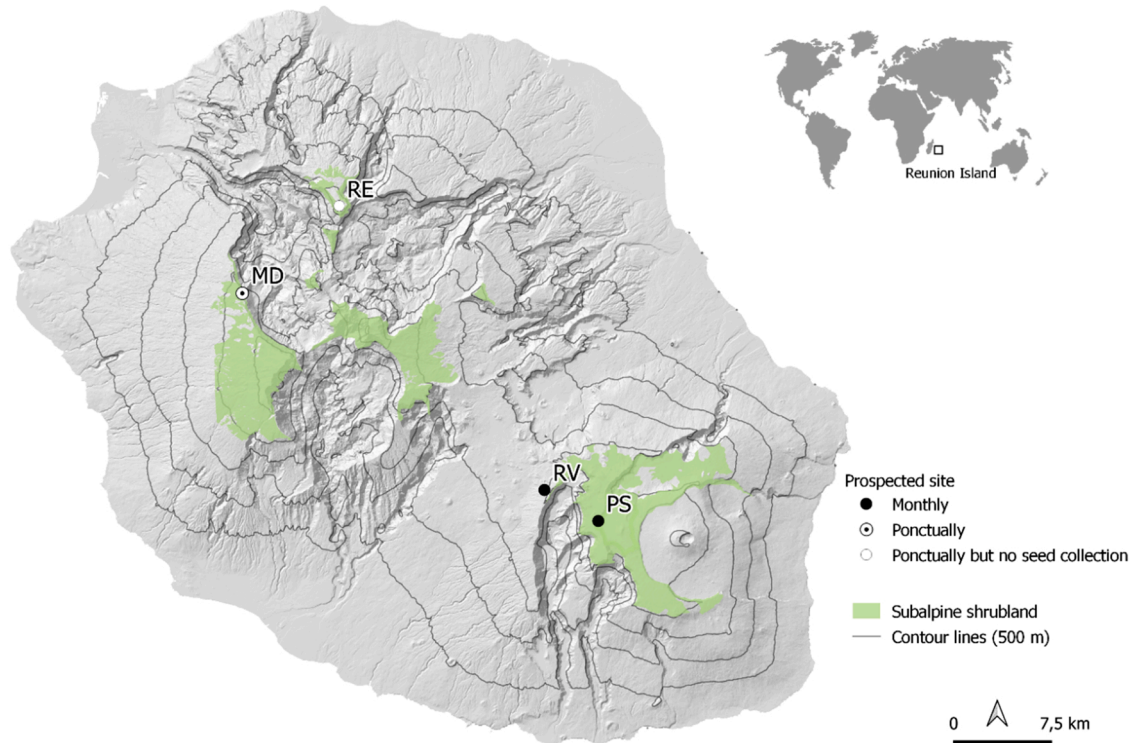 Reunion Island
RE
MD
RV
PS
Prospected site
Monthly
Ponctually
Ponctually but no seed collection
Subalpine shrubland
Contour lines (500 m)
0 7,5 km